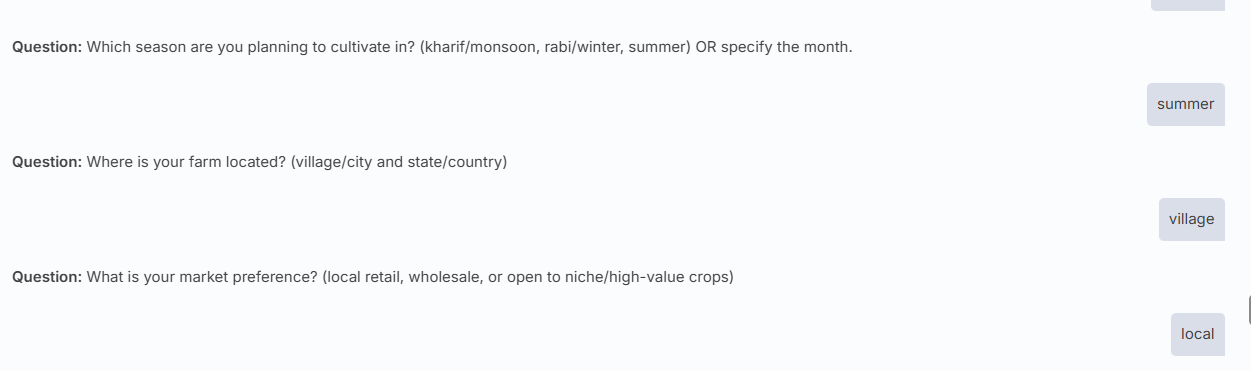 Question: Which season are you planning to cultivate in? (kharif/monsoon, rabi/winter, summer) OR specify the month.
summer
Question: Where is your farm located? (village/city and state/country)
village
Question: What is your market preference? (local retail, wholesale, or open to niche/high-value crops)
local